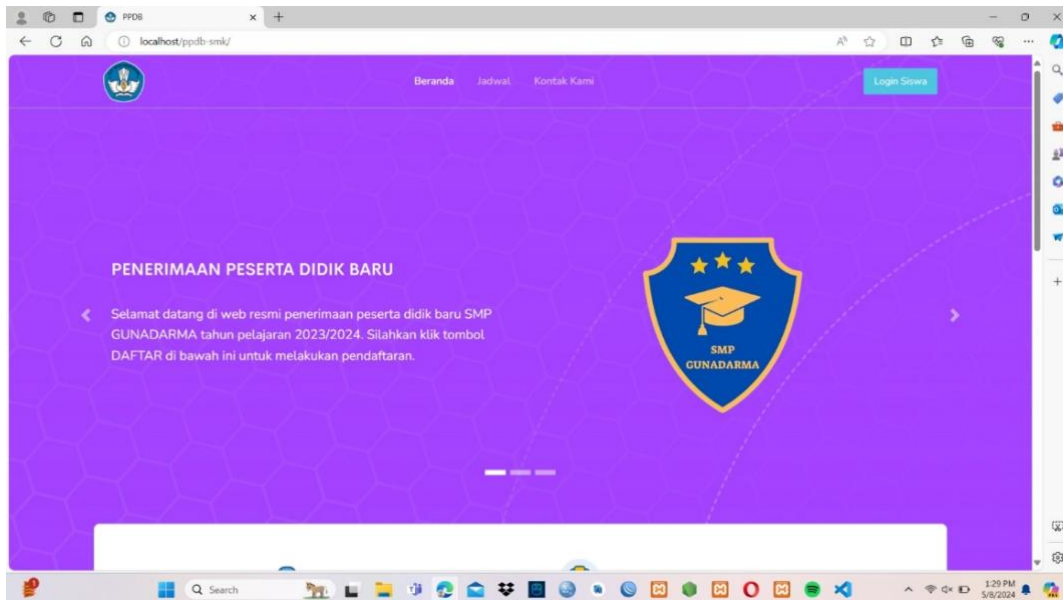 PPDB
localhost/ppdb-smk/
Beranda Jadwal Kontak Kami Login Siswa
PENERIMAAN PESERTA DIDIK BARU
Selamat datang di web resmi penerimaan peserta didik baru SMP
GUNADARMA tahun pelajaran 2023/2024. Silahkan klik tombol
DAFTAR di bawah ini untuk melakukan pendaftaran.
SMP
GUNADARMA
Search
1:29 PM
5/8/2024